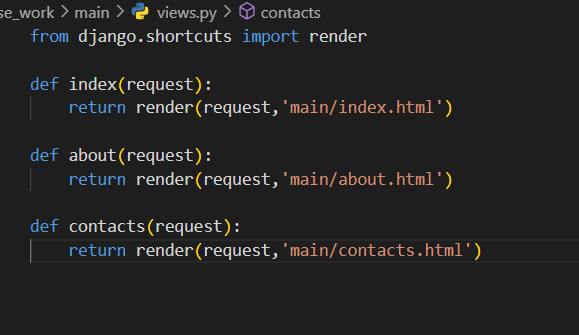 se_work > main > views.py > contacts
from django.shortcuts import render
def index(request):
return render(request,'main/index.html')
def about(request):
return render(request,'main/about.html')
def contacts(request):
return render(request,'main/contacts.html')